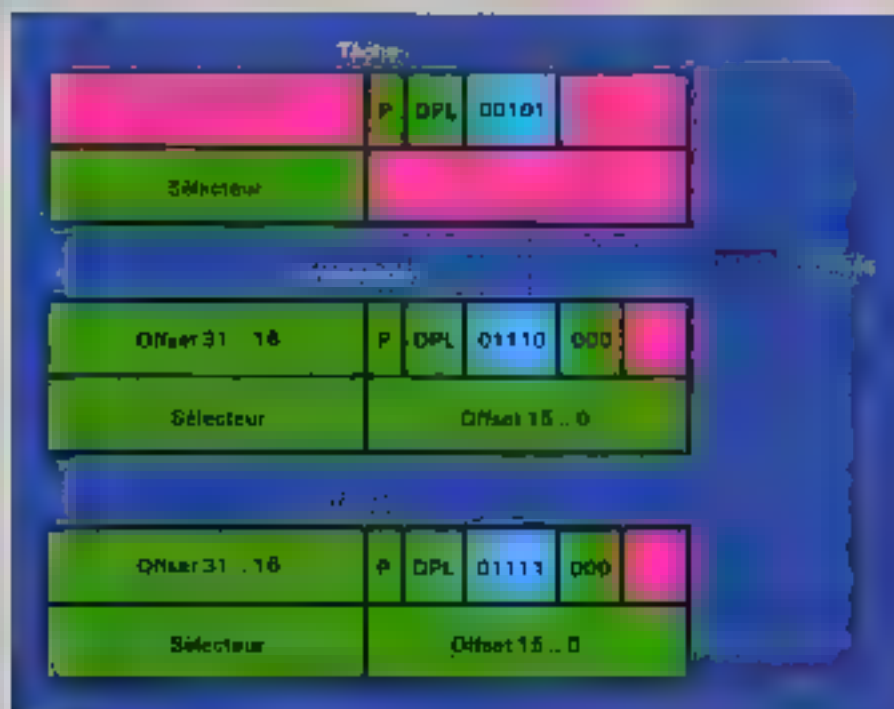 Tâche
P DPL 00101
Sélecteur
Offset 31 .. 16 P DPL 01110 000
Sélecteur Offset 15 .. 0
Offset 31 .. 16 P DPL 01111 000
Sélecteur Offset 15 .. 0